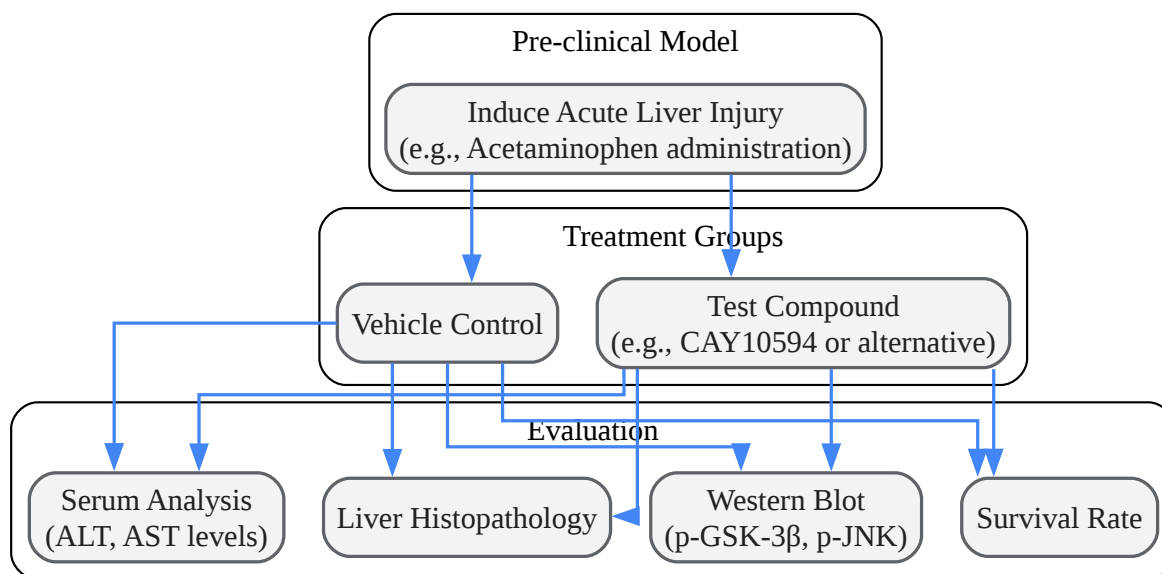 Pre-clinical Model
Induce Acute Liver Injury
(e.g., Acetaminophen administration)
Treatment Groups
Vehicle Control
Test Compound
(e.g., CAY10594 or alternative)
Evaluation
Serum Analysis
(ALT, AST levels)
Liver Histopathology
Western Blot
(p-GSK-3β, p-JNK)
Survival Rate